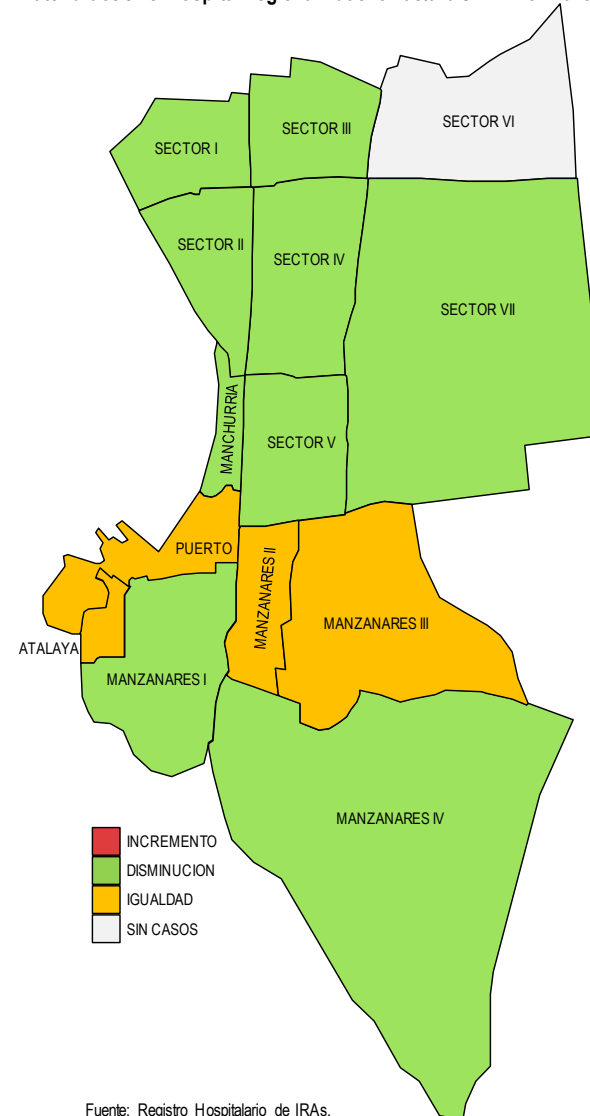 SECTOR VI
SECTOR III
SECTOR I
SECTOR II
SECTOR IV
SECTOR VII
MANCHURRIA
SECTOR V
PUERTO
MANZANARES II
MANZANARES III
ATALAYA
MANZANARES I
MANZANARES IV
INCREMENTO
DISMINUCION
IGUALDAD
SIN CASOS
Fuente: Registro Hospitalario de IRAs.